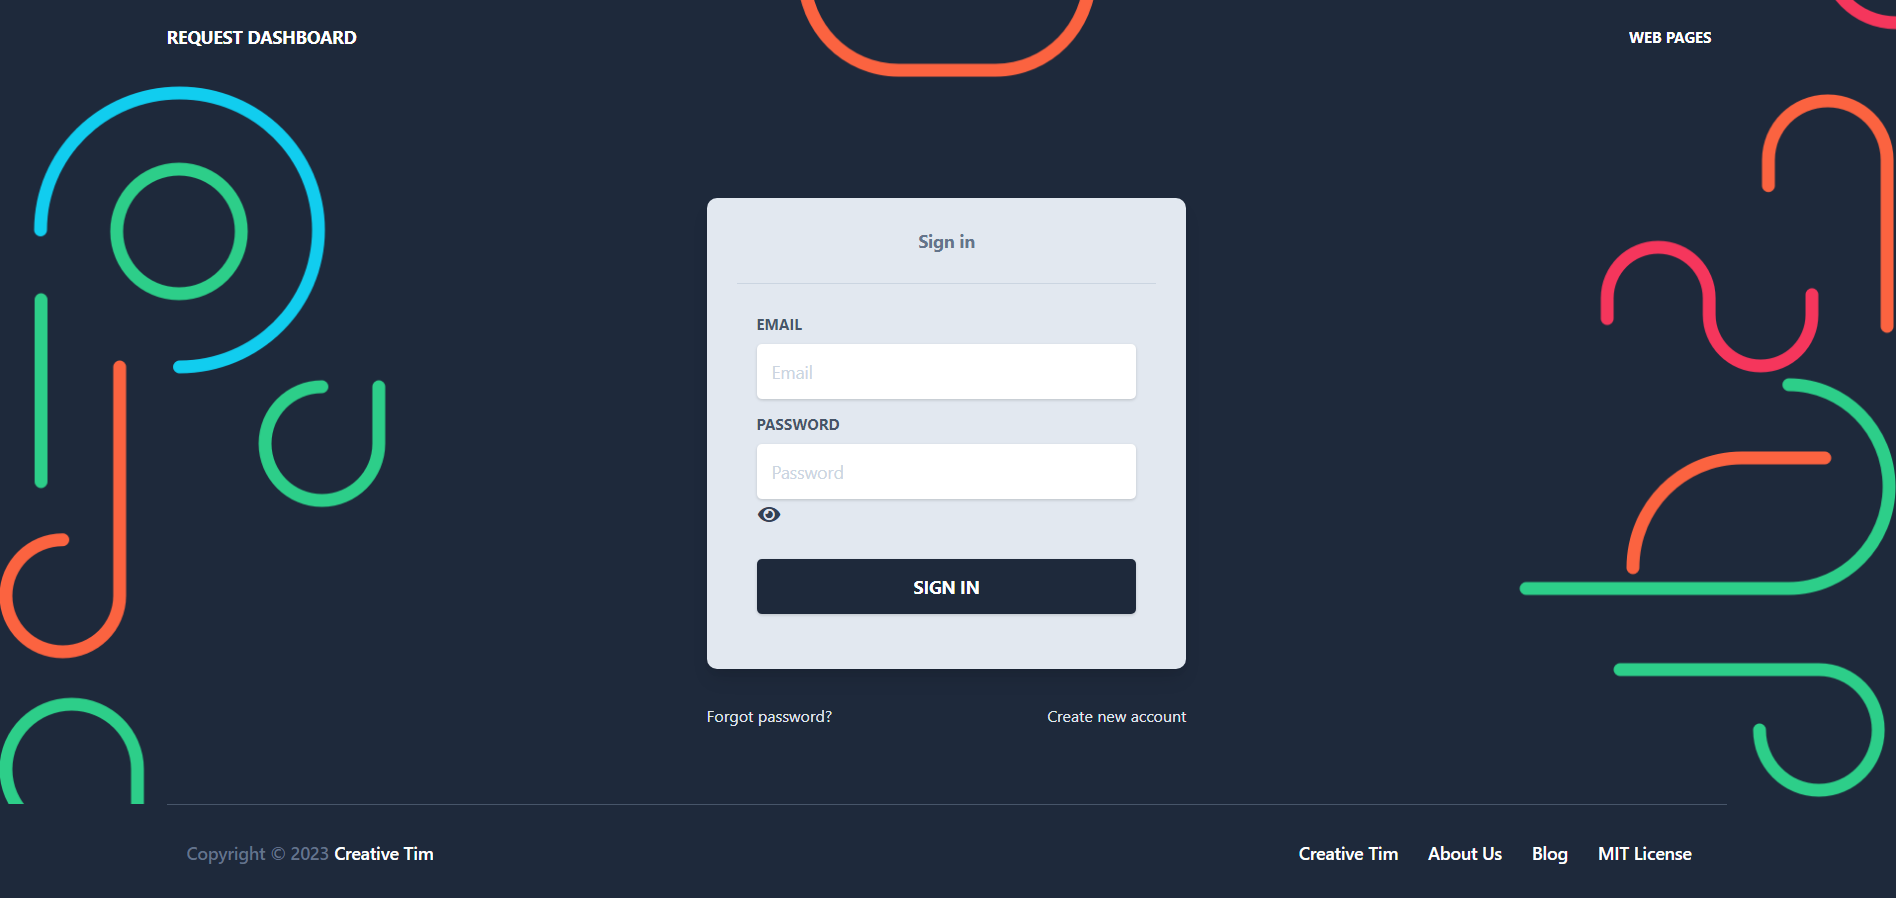 REQUEST DASHBOARD
WEB PAGES
Sign in
EMAIL
Email
PASSWORD
Password
SIGN IN
Forgot password?
Create new account
Copyright © 2023 Creative Tim
Creative Tim
About Us
Blog
MIT License